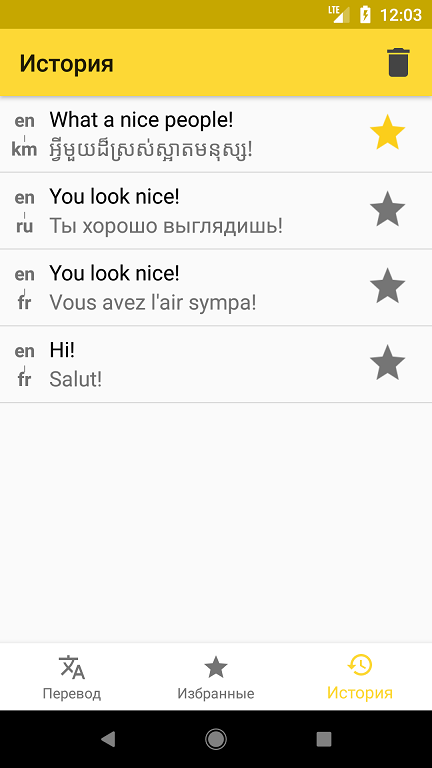 LTE 12:03
История
en What a nice people!
km អ្វីមួយដ៏ស្រស់ស្អាតមនុស្ស!
en You look nice!
ru Ты хорошо выглядишь!
en You look nice!
fr Vous avez l'air sympa!
en Hi!
fr Salut!
Перевод Избранные История